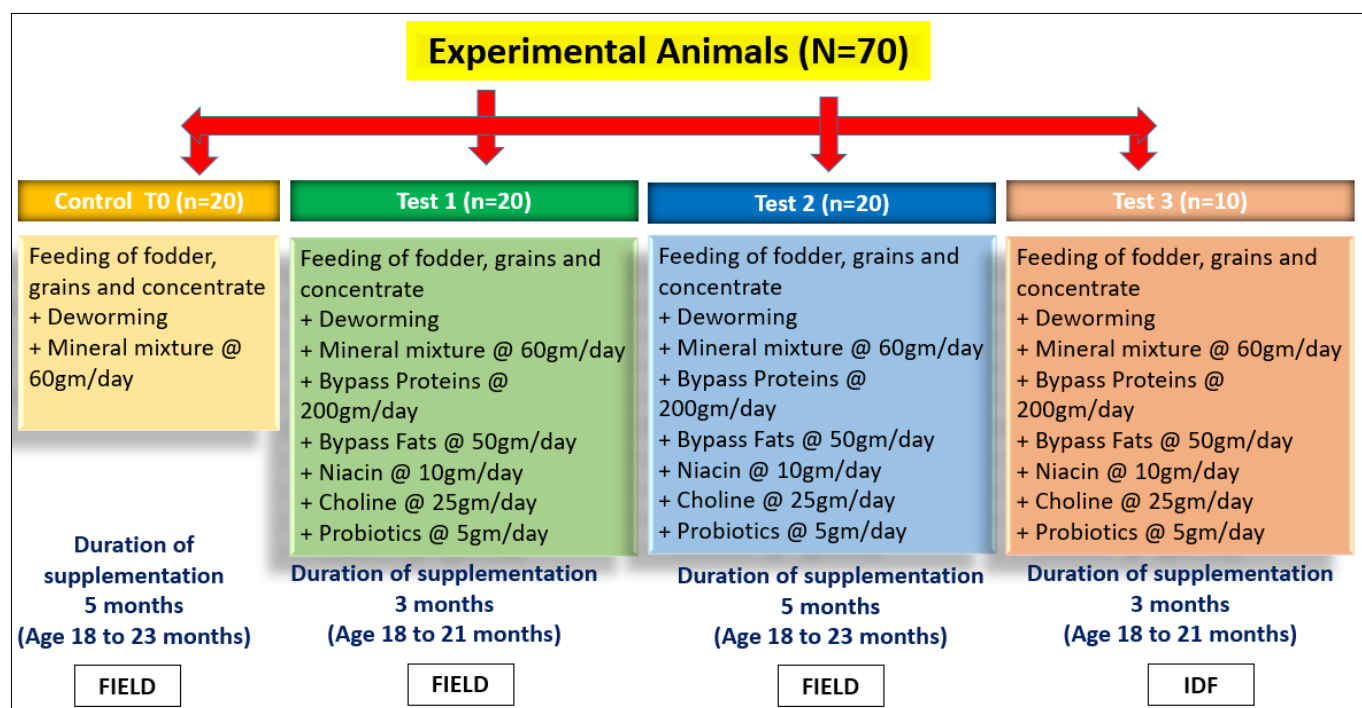 Experimental Animals (N=70)
Control T0 (n=20)
Feeding of fodder,
grains and concentrate
+ Deworming
+ Mineral mixture @
60gm/day
Duration of
supplementation
5 months
(Age 18 to 23 months)
FIELD
Test 1 (n=20)
Feeding of fodder, grains and
concentrate
+ Deworming
+ Mineral mixture @ 60gm/day
+ Bypass Proteins @
200gm/day
+ Bypass Fats @ 50gm/day
+ Niacin @ 10gm/day
+ Choline @ 25gm/day
+ Probiotics @ 5gm/day
Duration of supplementation
3 months
(Age 18 to 21 months)
FIELD
Test 2 (n=20)
Feeding of fodder, grains and
concentrate
+ Deworming
+ Mineral mixture @ 60gm/day
+ Bypass Proteins @
200gm/day
+ Bypass Fats @ 50gm/day
+ Niacin @ 10gm/day
+ Choline @ 25gm/day
+ Probiotics @ 5gm/day
Duration of supplementation
5 months
(Age 18 to 23 months)
FIELD
Test 3 (n=10)
Feeding of fodder, grains and
concentrate
+ Deworming
+ Mineral mixture @ 60gm/day
+ Bypass Proteins @
200gm/day
+ Bypass Fats @ 50gm/day
+ Niacin @ 10gm/day
+ Choline @ 25gm/day
+ Probiotics @ 5gm/day
Duration of supplementation
3 months
(Age 18 to 21 months)
IDF